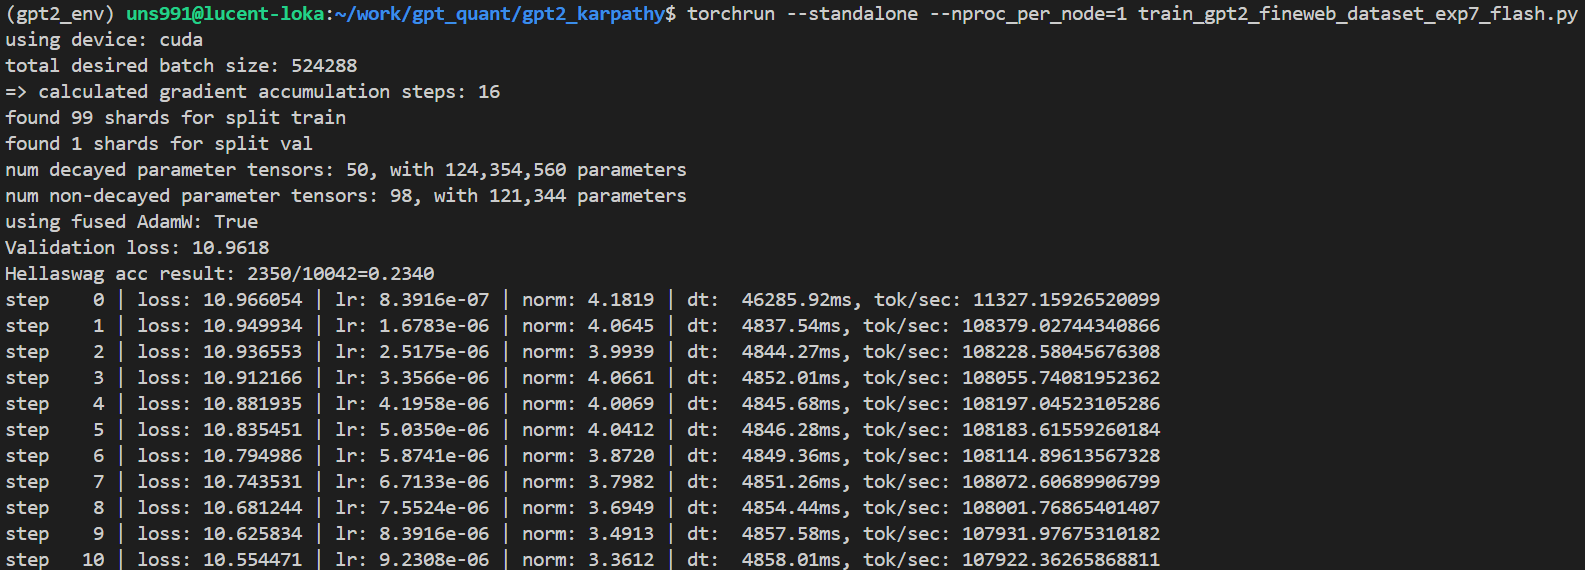 (gpt2_env) uns991@lucent-loka:~/work/gpt_quant/gpt2_karpathy$ torchrun --standalone --nproc_per_node=1 train_gpt2_fineweb_dataset_exp7_flash.py
using device: cuda
total desired batch size: 524288
=> calculated gradient accumulation steps: 16
found 99 shards for split train
found 1 shards for split val
num decayed parameter tensors: 50, with 124,354,560 parameters
num non-decayed parameter tensors: 98, with 121,344 parameters
using fused AdamW: True
Validation loss: 10.9618
Hellaswag acc result: 2350/10042=0.2340
step    0 | loss: 10.966054 | lr: 8.3916e-07 | norm: 4.1819 | dt:  46285.92ms, tok/sec: 11327.15926520099
step    1 | loss: 10.949934 | lr: 1.6783e-06 | norm: 4.0645 | dt:  4837.54ms, tok/sec: 108379.02744340866
step    2 | loss: 10.936553 | lr: 2.5175e-06 | norm: 3.9939 | dt:  4844.27ms, tok/sec: 108228.58045676308
step    3 | loss: 10.912166 | lr: 3.3566e-06 | norm: 4.0661 | dt:  4852.01ms, tok/sec: 108055.74081952362
step    4 | loss: 10.881935 | lr: 4.1958e-06 | norm: 4.0069 | dt:  4845.68ms, tok/sec: 108197.04523105286
step    5 | loss: 10.835451 | lr: 5.0350e-06 | norm: 4.0412 | dt:  4846.28ms, tok/sec: 108183.61559260184
step    6 | loss: 10.794986 | lr: 5.8741e-06 | norm: 3.8720 | dt:  4849.36ms, tok/sec: 108114.89613567328
step    7 | loss: 10.743531 | lr: 6.7133e-06 | norm: 3.7982 | dt:  4851.26ms, tok/sec: 108072.60689906799
step    8 | loss: 10.681244 | lr: 7.5524e-06 | norm: 3.6949 | dt:  4854.44ms, tok/sec: 108001.76865401407
step    9 | loss: 10.625834 | lr: 8.3916e-06 | norm: 3.4913 | dt:  4857.58ms, tok/sec: 107931.97675310182
step   10 | loss: 10.554471 | lr: 9.2308e-06 | norm: 3.3612 | dt:  4858.01ms, tok/sec: 107922.36265868811